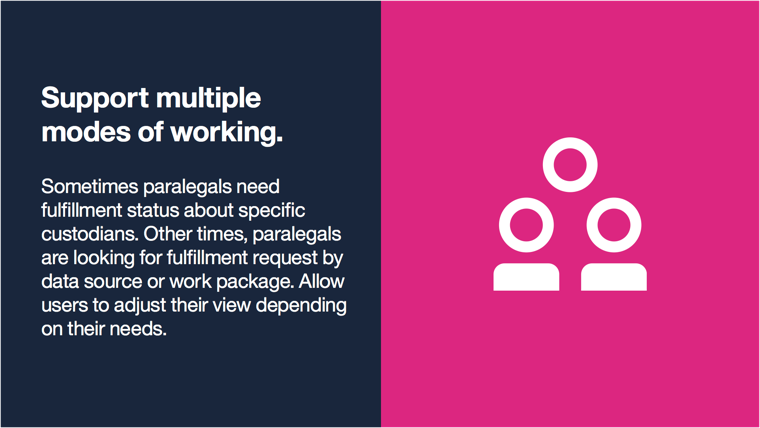 Support multiple
modes of working.
Sometimes paralegals need
fulfillment status about specific
custodians. Other times, paralegals
are looking for fulfillment request by
data source or work package. Allow
users to adjust their view depending
on their needs.